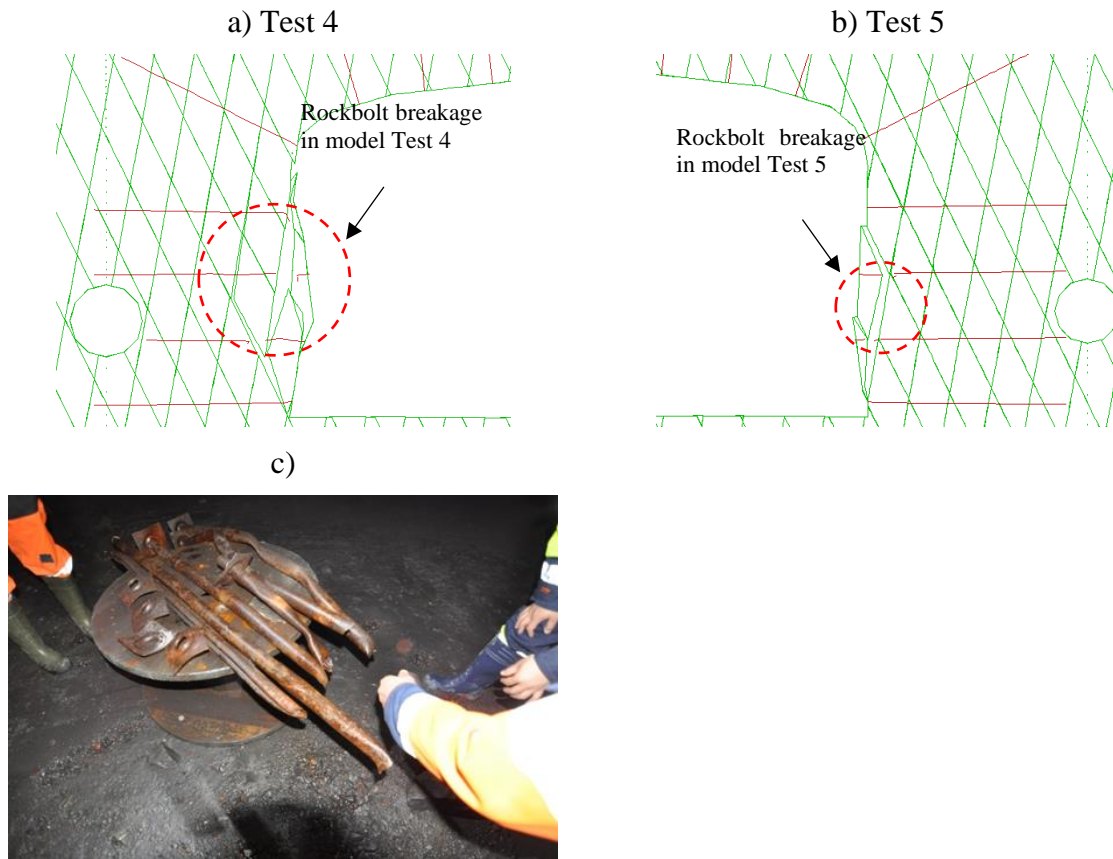 a) Test 4
b) Test 5
Rockbolt breakage
in model Test 4
Rockbolt breakage
in model Test 5
c)